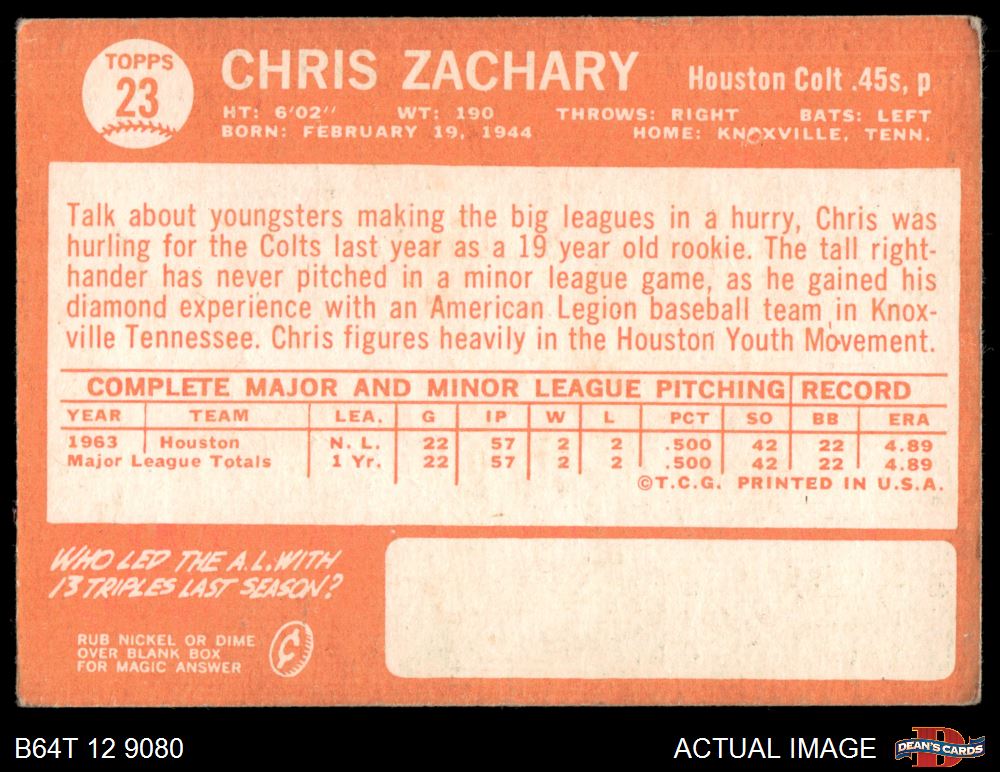 TOPPS
23
CHRIS ZACHARY
Houston Colt .45s, p
HT: 6'02" WT: 190 THROWS: RIGHT BATS: LEFT
BORN: FEBRUARY 19, 1944 HOME: KNOXVILLE, TENN.
Talk about youngsters making the big leagues in a hurry, Chris was
hurling for the Colts last year as a 19 year old rookie. The tall right-
hander has never pitched in a minor league game, as he gained his
diamond experience with an American Legion baseball team in Knox-
ville Tennessee. Chris figures heavily in the Houston Youth Movement.
COMPLETE MAJOR AND MINOR LEAGUE PITCHING RECORD
YEAR TEAM LEA. G IP W L PCT SO BB ERA
1963 Houston N. L. 22 57 2 2 .500 42 22 4.89
Major League Totals 1 Yr. 22 57 2 2 .500 42 22 4.89
©T.C.G. PRINTED IN U.S.A.
WHO LED THE A.L. WITH
13 TRIPLES LAST SEASON?
RUB NICKEL OR DIME
OVER BLANK BOX
FOR MAGIC ANSWER
¢
B64T 12 9080
ACTUAL IMAGE
D
DEAN'S CARDS